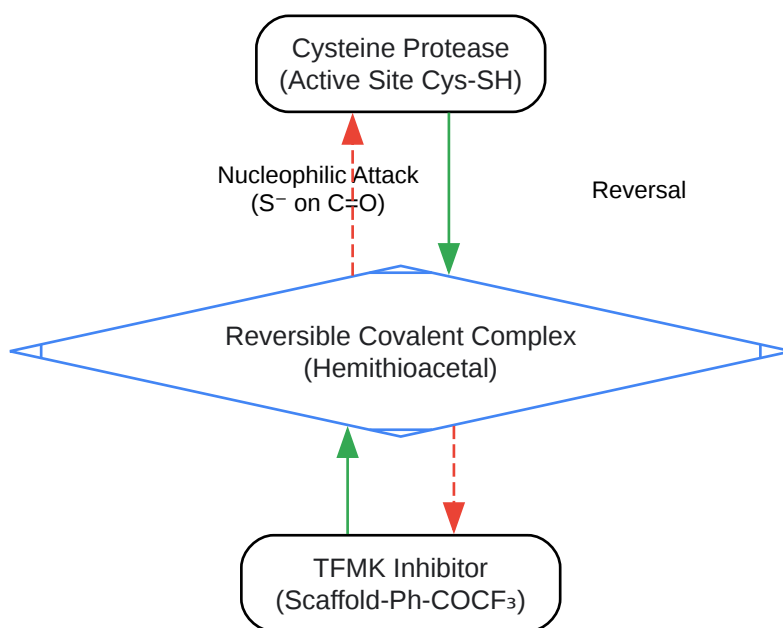 Cysteine Protease
(Active Site Cys-SH)
Nucleophilic Attack
(S⁻ on C=O)
Reversal
Reversible Covalent Complex
(Hemithioacetal)
TFMK Inhibitor
(Scaffold-Ph-COCF₃)